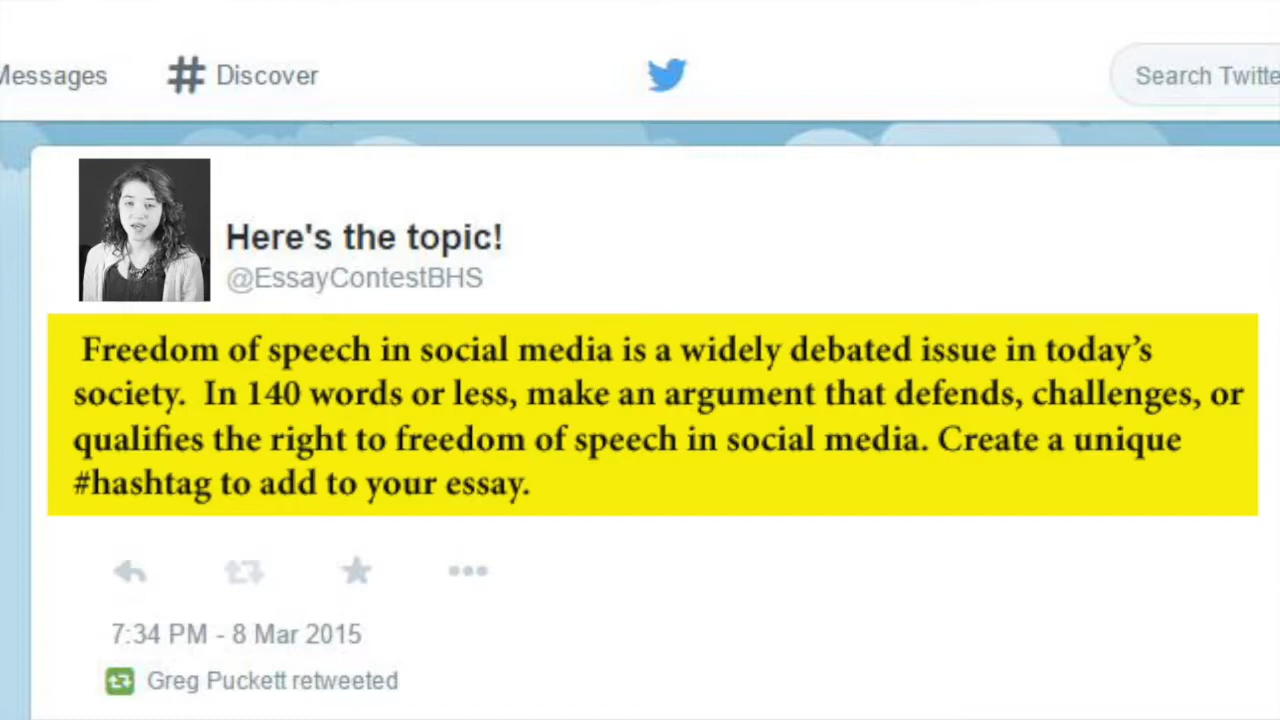 Messages # Discover Search Twitte
Here's the topic!
@EssayContestBHS
Freedom of speech in social media is a widely debated issue in today's
society. In 140 words or less, make an argument that defends, challenges, or
qualifies the right to freedom of speech in social media. Create a unique
#hashtag to add to your essay.
7:34 PM - 8 Mar 2015
Greg Puckett retweeted